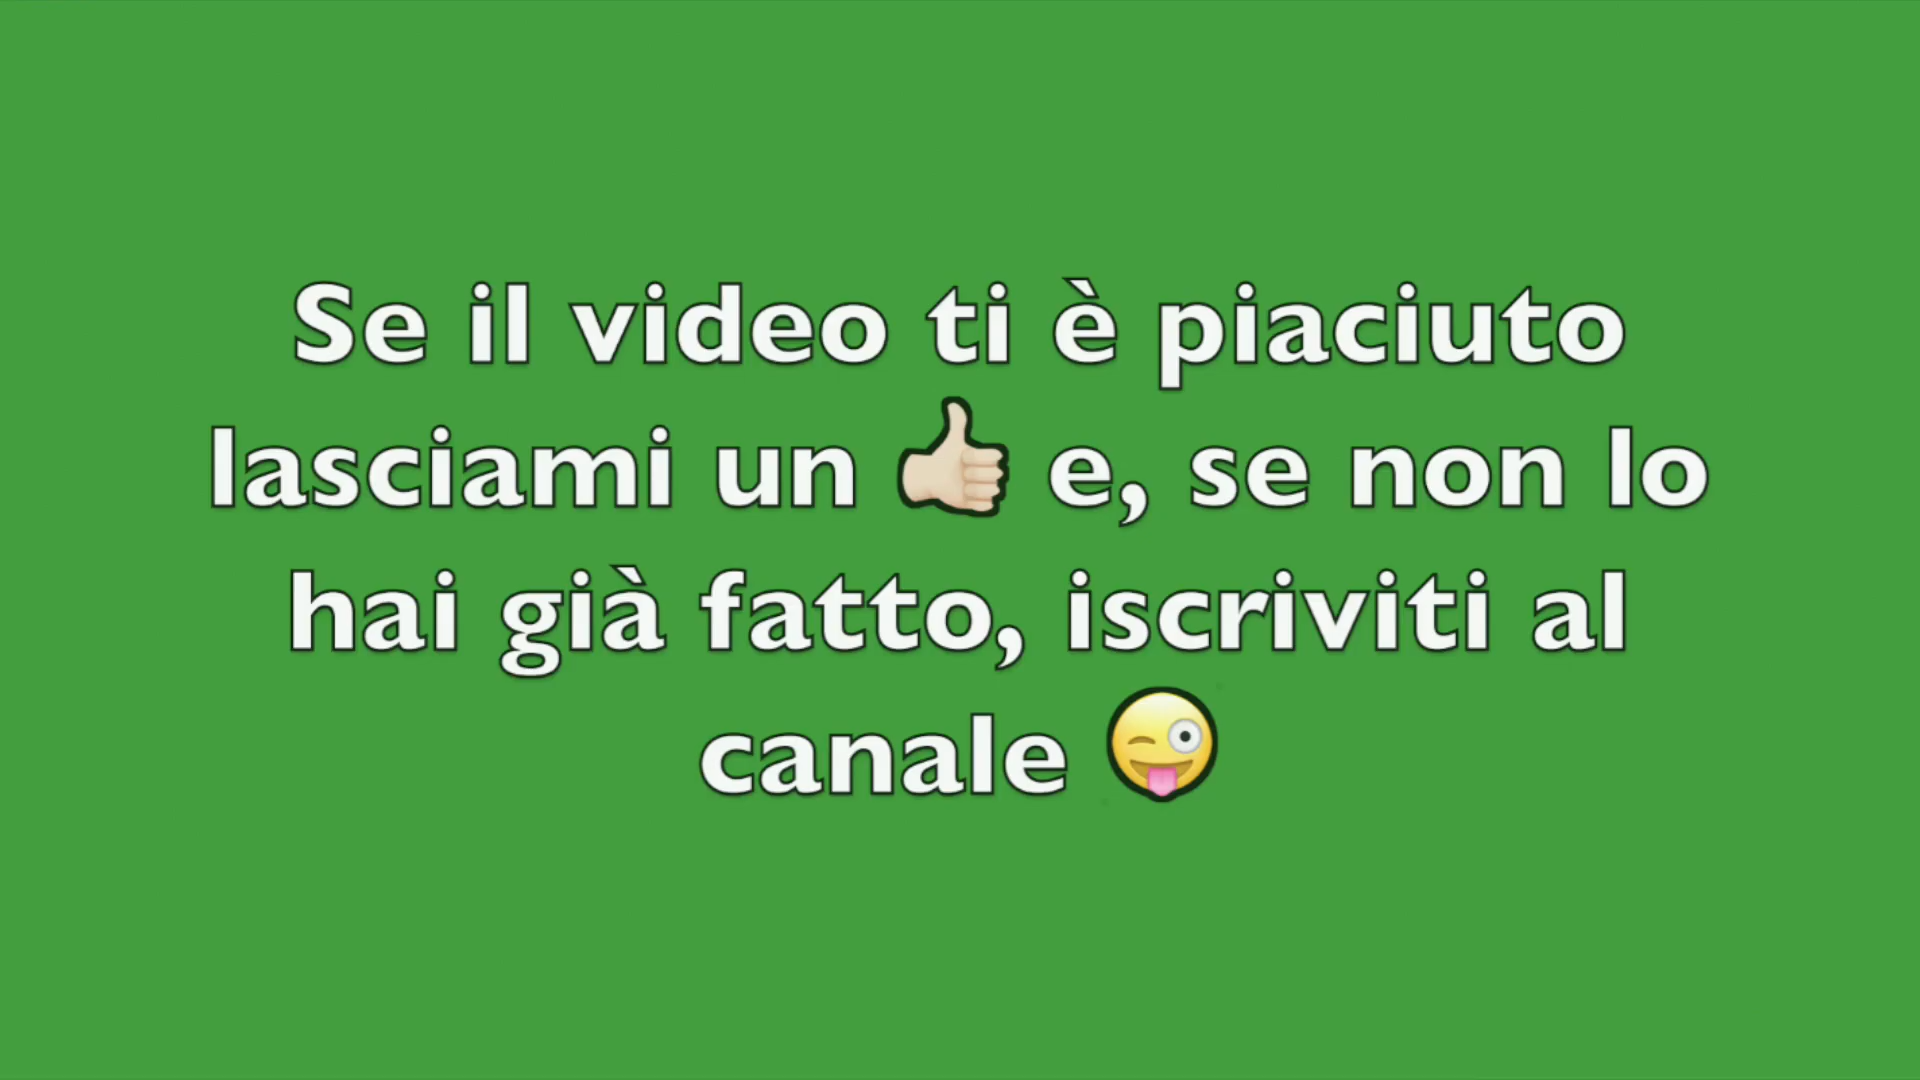 Se il video ti è piaciuto
lasciami un 👍🏻 e, se non lo
hai già fatto, iscriviti al
canale 😜